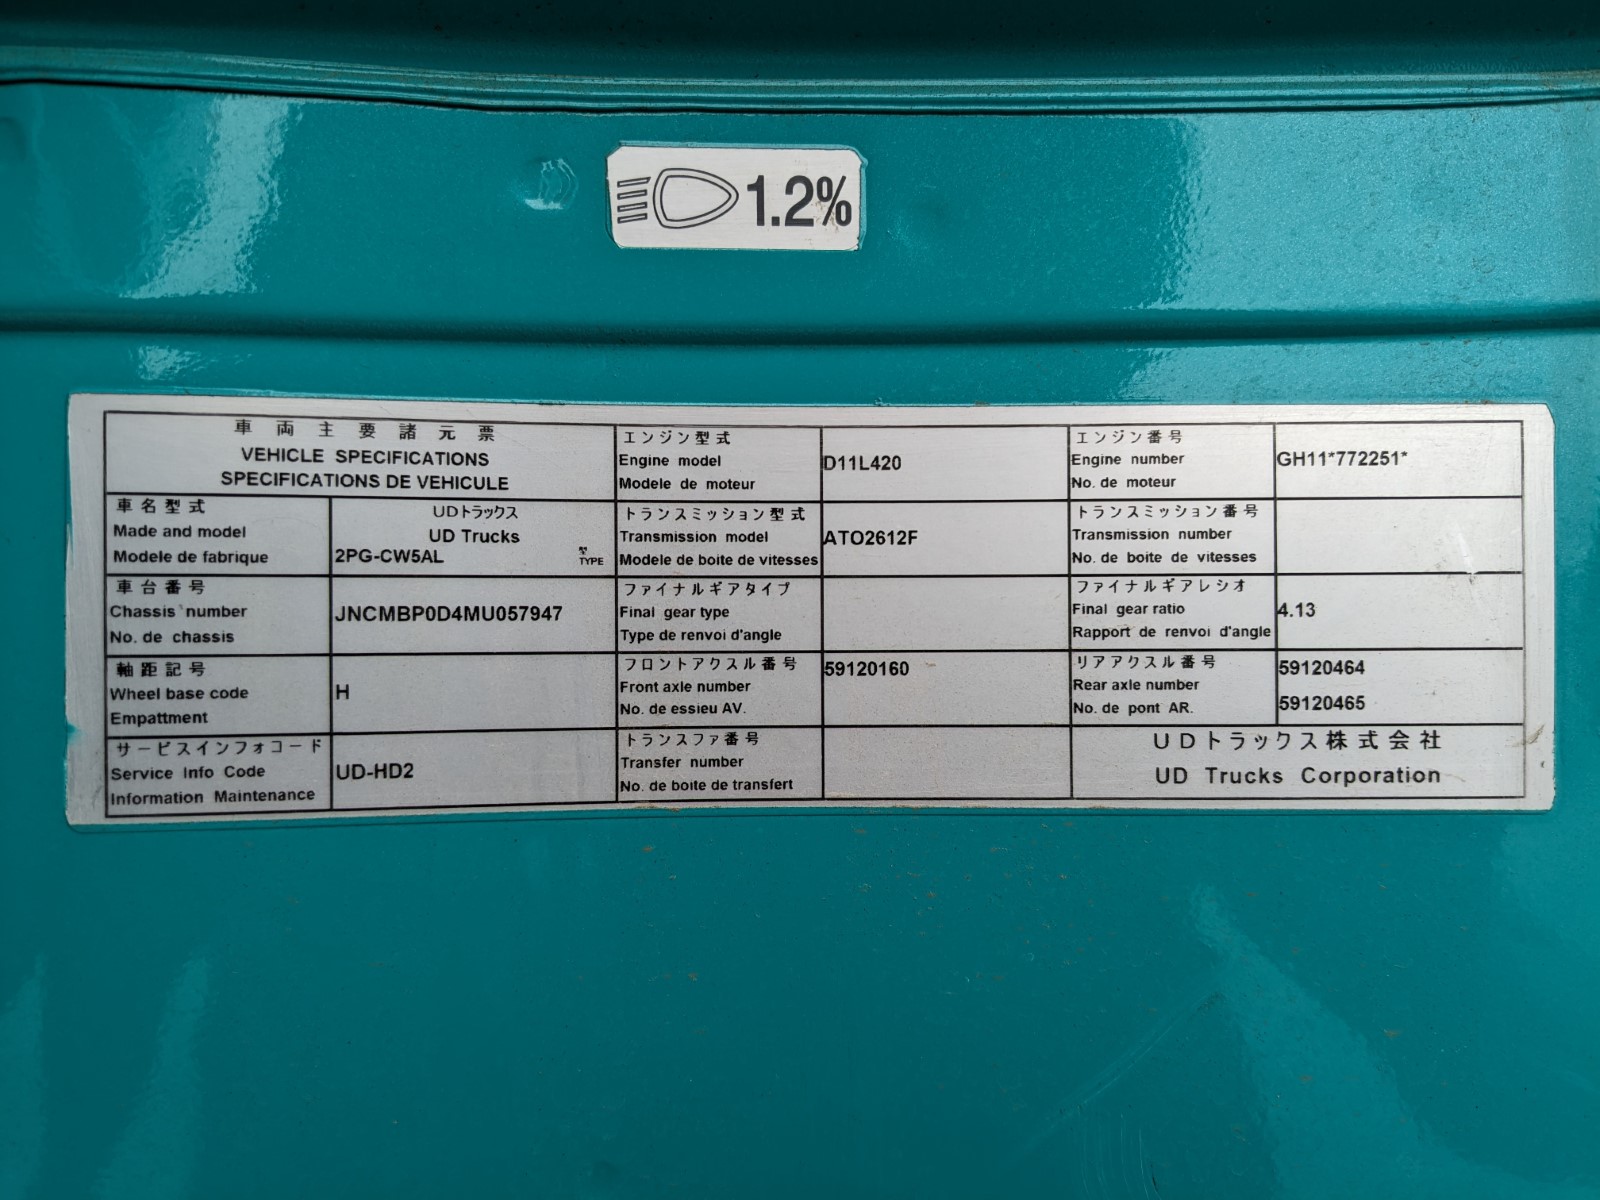 1.2%
車両主要諸元票
VEHICLE SPECIFICATIONS
SPECIFICATIONS DE VEHICULE
車名型式
Made and model
Modele de fabrique
UDトラックス
UD Trucks
2PG-CW5AL
型
TYPE
車台番号
Chassis number
No. de chassis
JNCMBP0D4MU057947
軸距記号
Wheel base code
Empattment
H
サービスインフォコード
Service Info Code
Information Maintenance
UD-HD2
エンジン型式
Engine model
Modele de moteur
D11L420
トランスミッション型式
Transmission model
Modele de boite de vitesses
ATO2612F
ファイナルギアタイプ
Final gear type
Type de renvoi d'angle
フロントアクスル番号
Front axle number
No. de essieu AV.
59120160
トランスファ番号
Transfer number
No. de boite de transfert
エンジン番号
Engine number
No. de moteur
GH11*772251*
トランスミッション番号
Transmission number
No. de boite de vitesses
ファイナルギアレシオ
Final gear ratio
Rapport de renvoi d'angle
4.13
リアアクスル番号
Rear axle number
No. de pont AR.
59120464
59120465
UDトラックス株式会社
UD Trucks Corporation